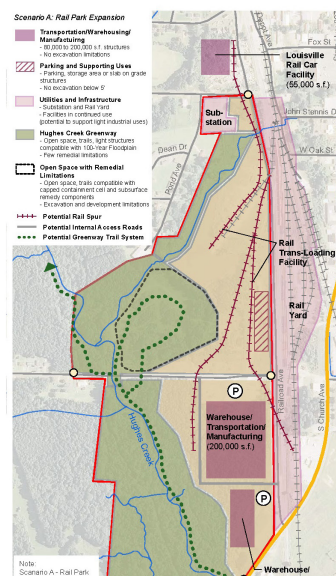 Scenario A: Rail Park Expansion
Transportation/Warehousing/
Manufacturing
- 80,000 to 200,000 s.f. structures
- No excavation limitations
Parking and Supporting Uses
- Parking, storage area or slab on grade
structures
- No excavation below 5'
Utilities and Infrastructure
- Substation and Rail Yard
- Facilities in continued use
(potential to support light industrial uses)
Hughes Creek Greenway
- Open space, trails, light structures
compatible with 100-Year Floodplain
- Few remedial limitations
Open Space with Remedial
Limitations
- Open space, trails compatible with
capped containment cell and subsurface
remedy components
- Excavation and development limitations
Potential Rail Spur
Potential Internal Access Roads
Potential Greenway Trail System
Fox St
Louisville
Rail Car
Facility
(55,000 s.f.)
Sub-
station
John Stennis Dr
W Oak St
Dean Dr
Pond Ave
Rail
Trans-Loading
Facility
Rail
Yard
Railroad Ave
S Church Ave
P
Warehouse/
Transportation/
Manufacturing
(200,000 s.f.)
Hughes Creek
P
Warehouse/
Note:
Scanario A - Rail Park